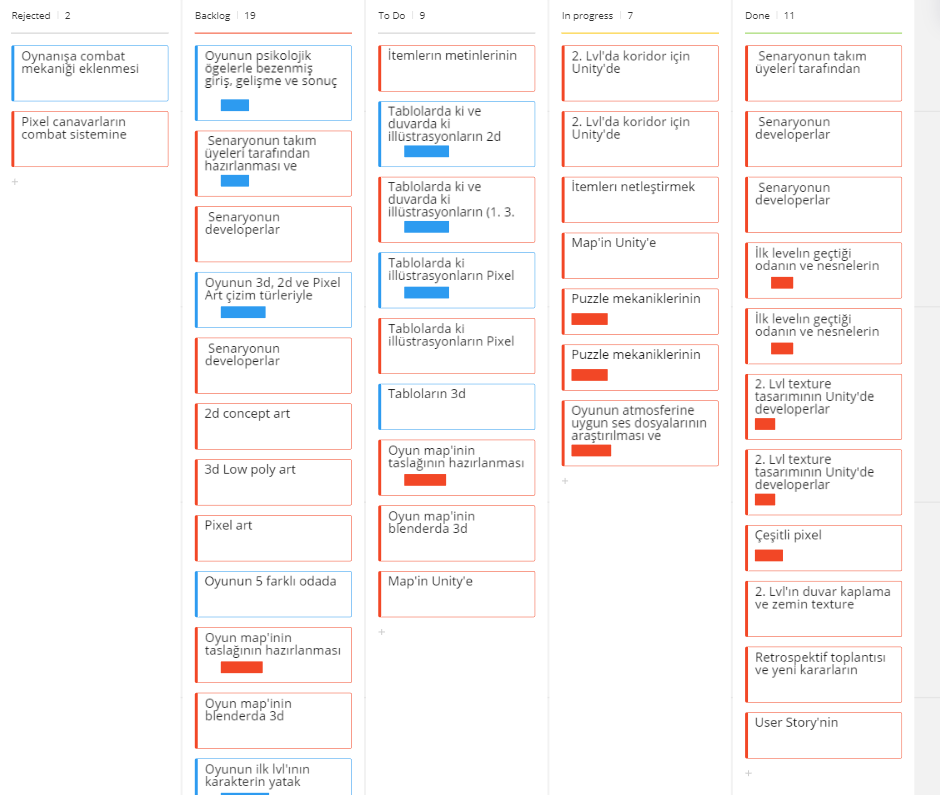 Rejected 2
Oynanışa combat
mekaniği eklenmesi
Pixel canavarların
combat sistemine
Backlog 19
Oyunun psikolojik
ögelerle bezenmiş
giriş, gelişme ve sonuç
Senaryonun takım
üyeleri tarafından
hazırlanması ve
Senaryonun
developerlar
Oyunun 3d, 2d ve Pixel
Art çizim türleriyle
Senaryonun
developerlar
2d concept art
3d Low poly art
Pixel art
Oyunun 5 farklı odada
Oyun map'inin
taslağının hazırlanması
Oyun map'inin
blenderda 3d
Oyunun ilk lvl'ının
karakterin yatak
To Do 9
İtemlerın metinlerinin
Tablolarda ki ve
duvarda ki
illüstrasyonların 2d
Tablolarda ki ve
duvarda ki
illüstrasyonların (1. 3.
Tablolarda ki
illüstrasyonların Pixel
Tablolarda ki
illüstrasyonların Pixel
Tabloların 3d
Oyun map'inin
taslağının hazırlanması
Oyun map'inin
blenderda 3d
Map'in Unity'e
In progress 7
2. Lvl'da koridor için
Unity'de
2. Lvl'da koridor için
Unity'de
İtemlerı netleştirmek
Map'in Unity'e
Puzzle mekaniklerinin
Puzzle mekaniklerinin
Oyunun atmosferine
uygun ses dosyalarının
araştırılması ve
Done 11
Senaryonun takım
üyeleri tarafından
Senaryonun
developerlar
Senaryonun
developerlar
İlk levelın geçtiği
odanın ve nesnelerin
İlk levelın geçtiği
odanın ve nesnelerin
2. Lvl texture
tasarımının Unity'de
developerlar
2. Lvl texture
tasarımının Unity'de
developerlar
Çeşitli pixel
2. Lvl'ın duvar kaplama
ve zemin texture
Retrospektif toplantısı
ve yeni kararların
User Story'nin